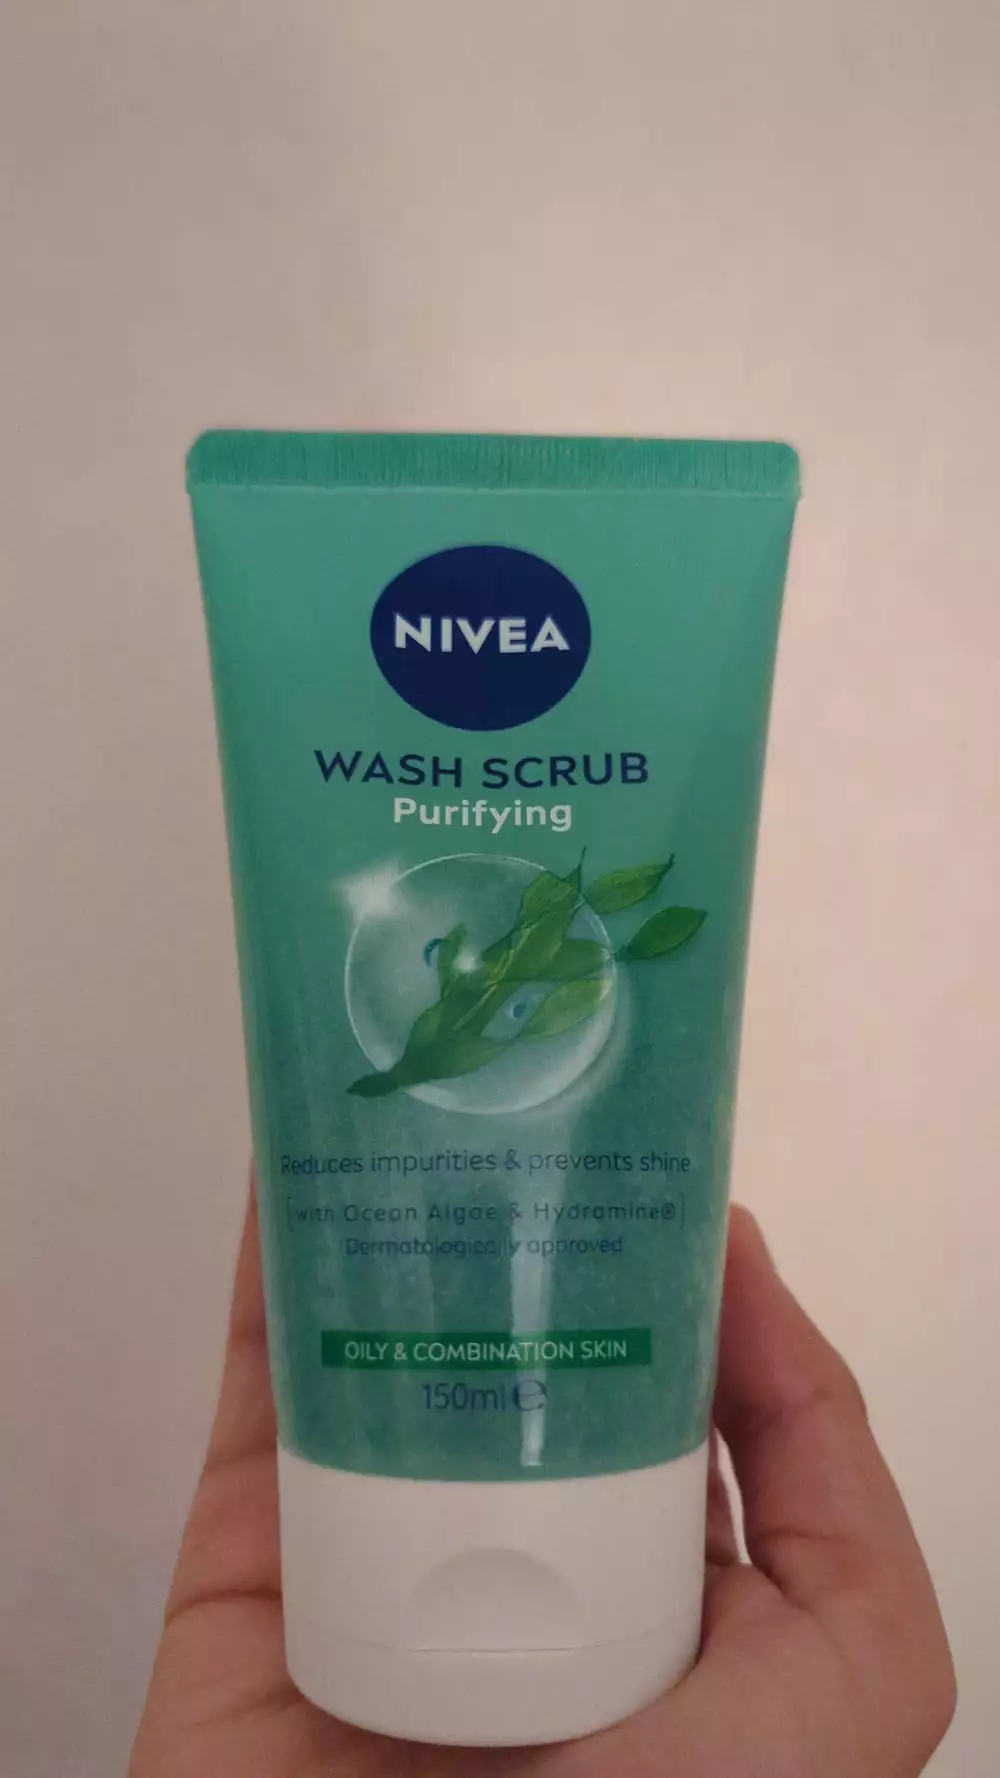 NIVEA
WASH SCRUB
Purifying
Reduces impurities & prevents shine
[with Ocean Algae & Hydramine®]
Dermatologically approved
OILY & COMBINATION SKIN
150ml ℮